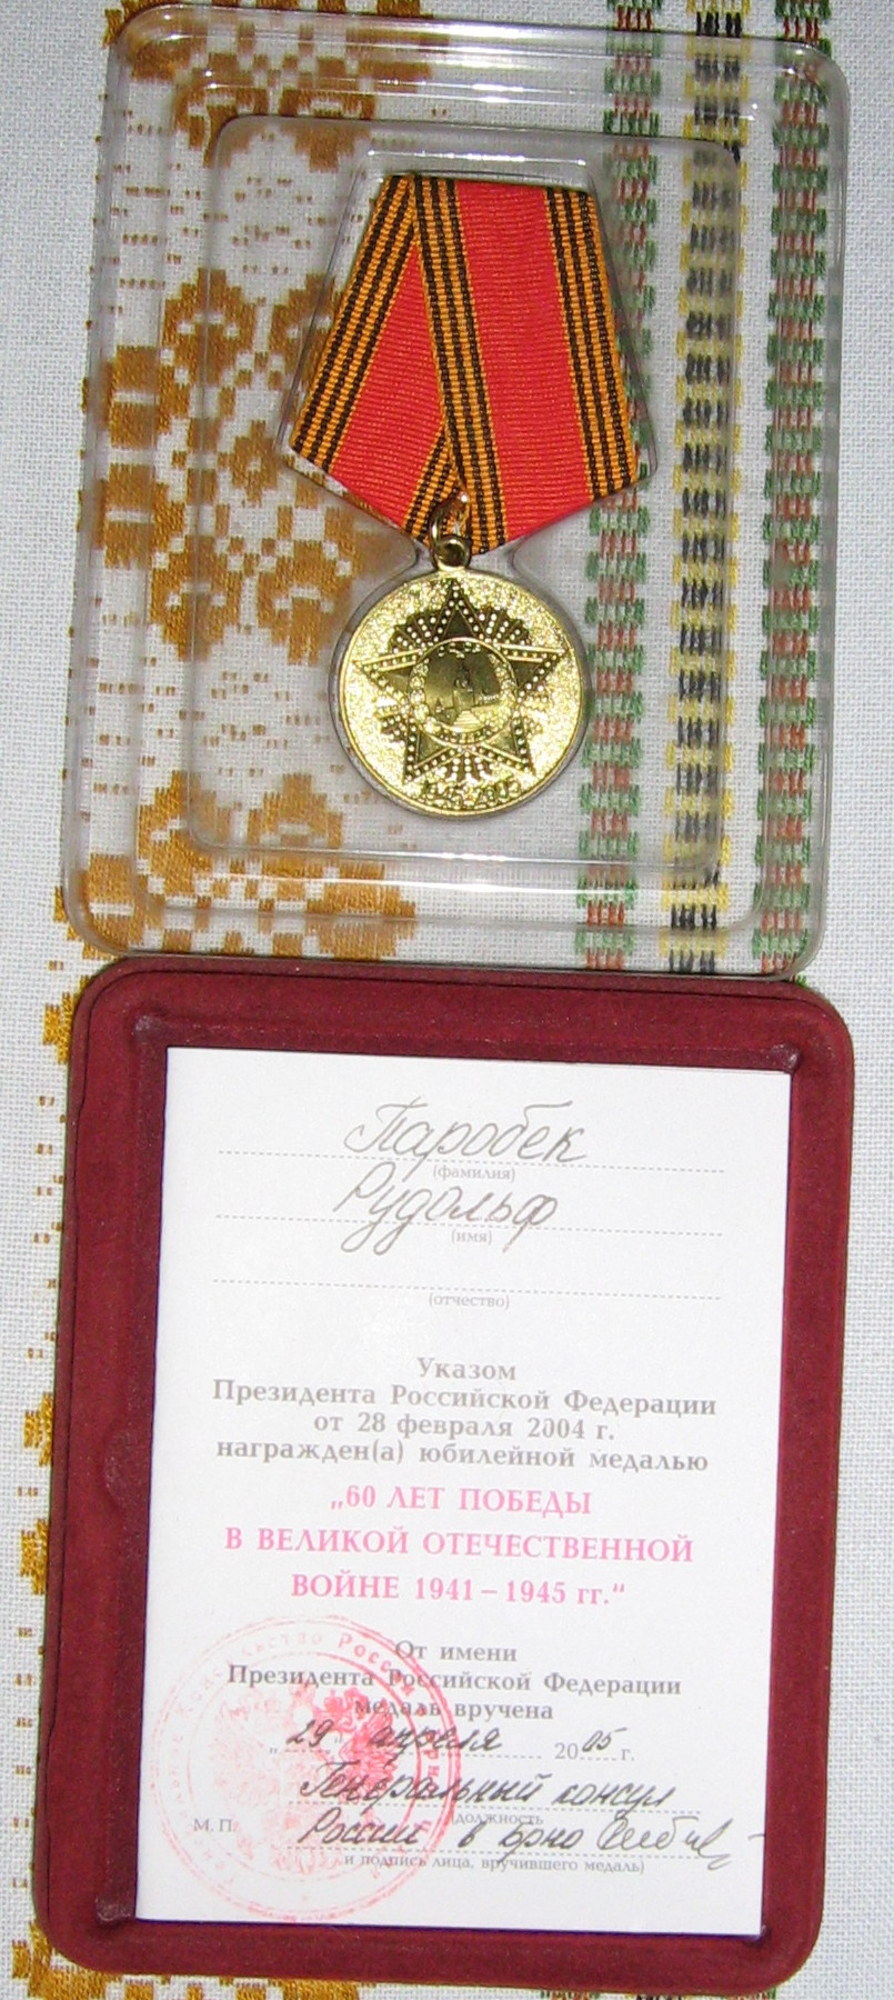 1945-2005
Паробек
(фамилия)
Рудольф
(имя)
(отчество)
Указом
Президента Российской Федерации
от 28 февраля 2004 г.
награжден(а) юбилейной медалью
„60 ЛЕТ ПОБЕДЫ
В ВЕЛИКОЙ ОТЕЧЕСТВЕННОЙ
ВОЙНЕ 1941 – 1945 гг."
От имени
Президента Российской Федерации
медаль вручена
„29" апреля 2005 г.
Генеральный консул
(должность
М. П. России в Брно
и подпись лица, вручившего медаль)